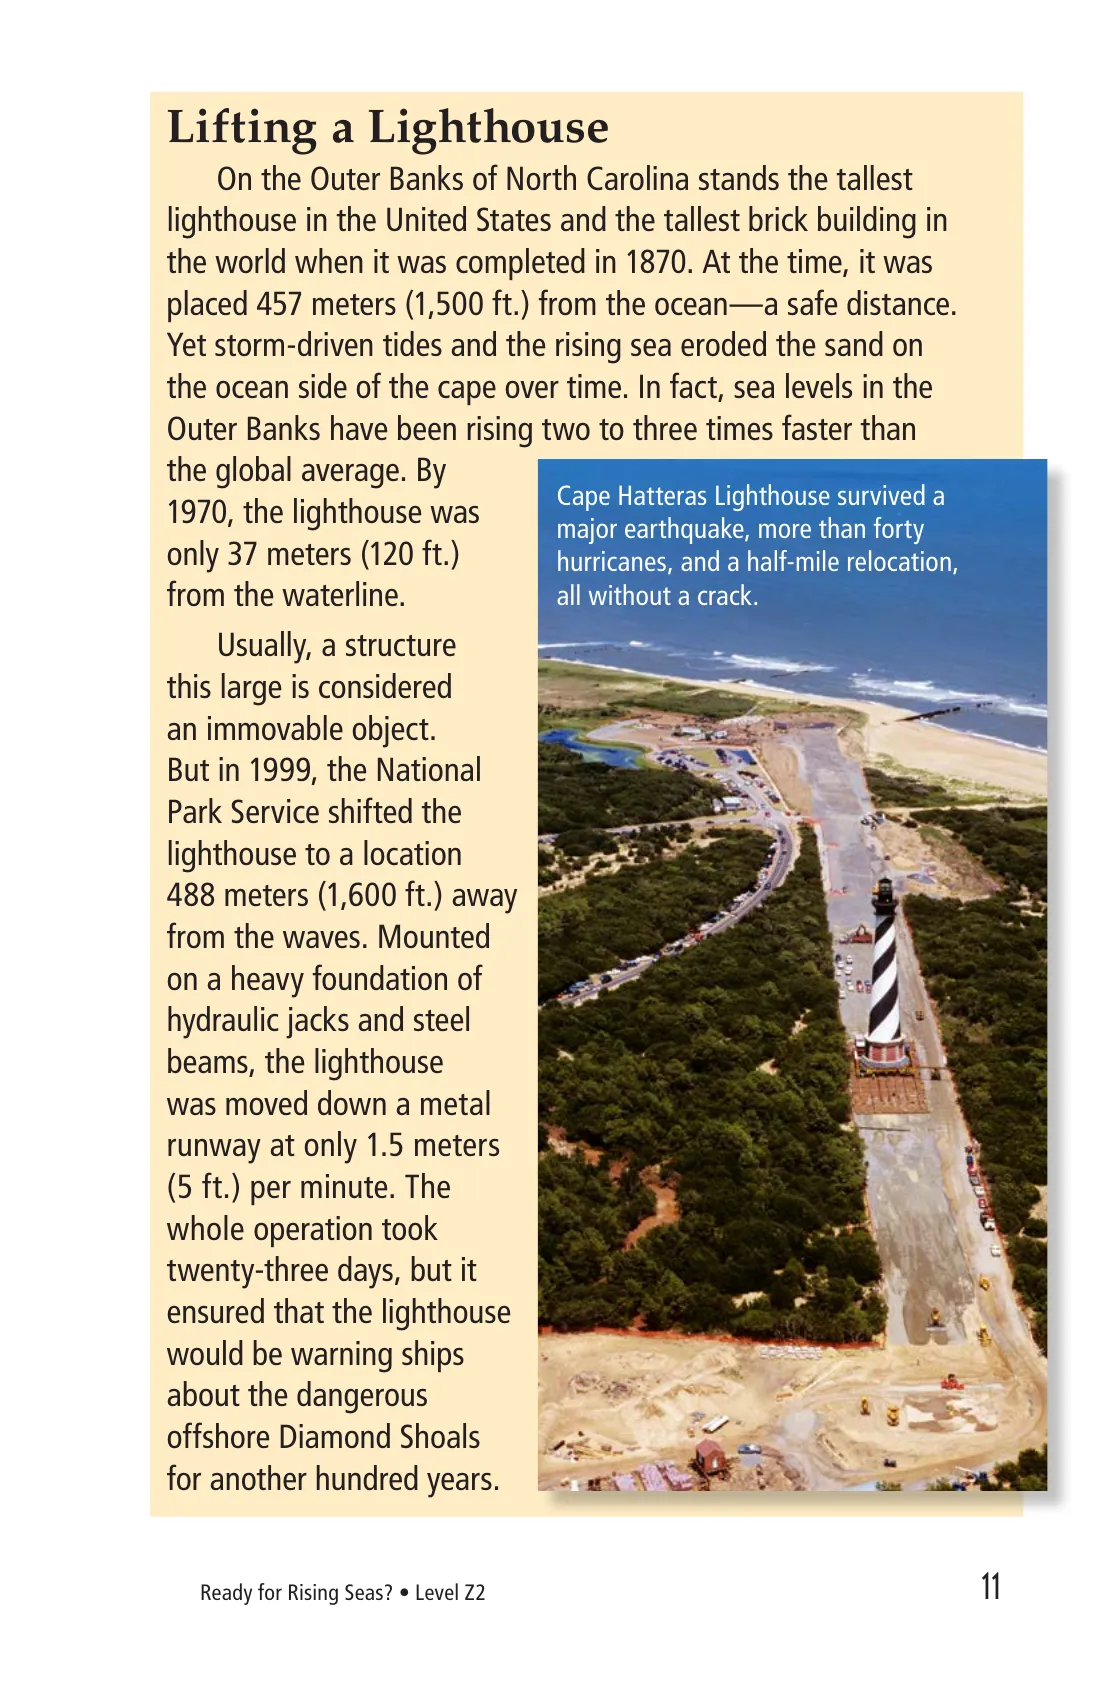 Lifting a Lighthouse
On the Outer Banks of North Carolina stands the tallest
lighthouse in the United States and the tallest brick building in
the world when it was completed in 1870. At the time, it was
placed 457 meters (1,500 ft.) from the ocean—a safe distance.
Yet storm-driven tides and the rising sea eroded the sand on
the ocean side of the cape over time. In fact, sea levels in the
Outer Banks have been rising two to three times faster than
the global average. By
1970, the lighthouse was
only 37 meters (120 ft.)
from the waterline.
Usually, a structure
this large is considered
an immovable object.
But in 1999, the National
Park Service shifted the
lighthouse to a location
488 meters (1,600 ft.) away
from the waves. Mounted
on a heavy foundation of
hydraulic jacks and steel
beams, the lighthouse
was moved down a metal
runway at only 1.5 meters
(5 ft.) per minute. The
whole operation took
twenty-three days, but it
ensured that the lighthouse
would be warning ships
about the dangerous
offshore Diamond Shoals
for another hundred years.
Cape Hatteras Lighthouse survived a
major earthquake, more than forty
hurricanes, and a half-mile relocation,
all without a crack.
Ready for Rising Seas? • Level Z2
11